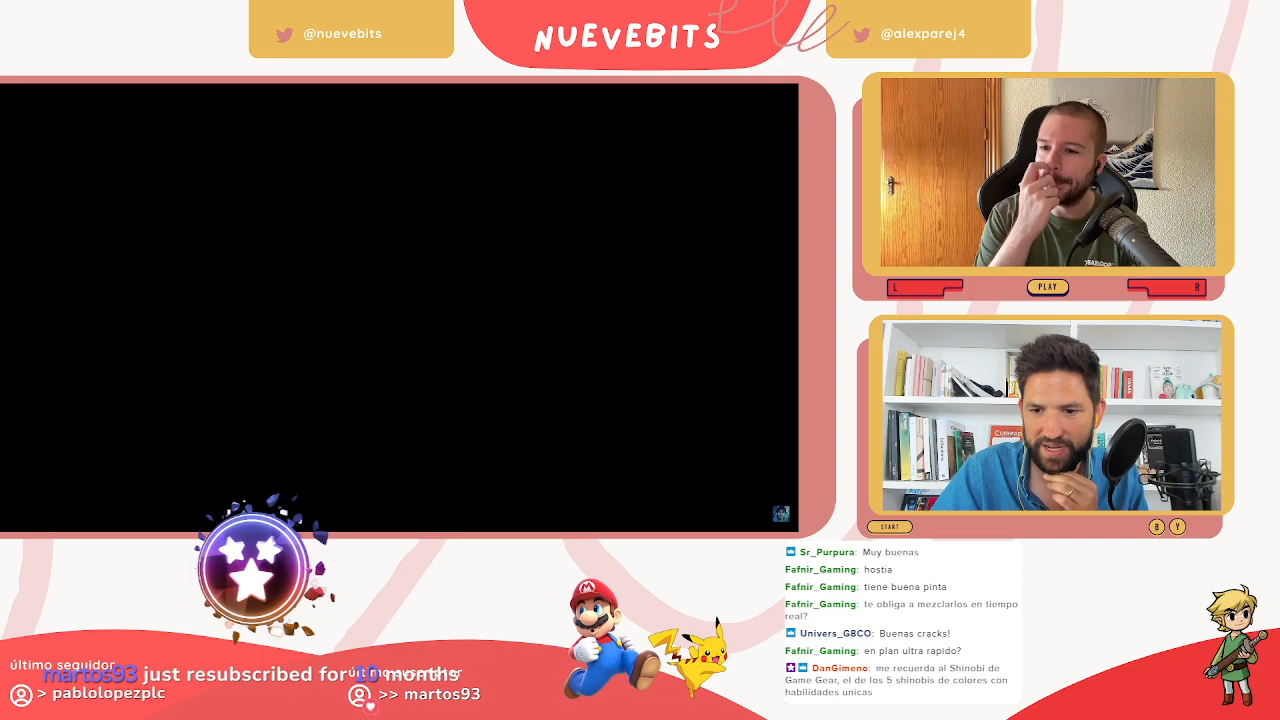 @nuevebits
NUEVEBITS
@alexparej4
L
PLAY
R
START
B
Y
Sr_Purpura: Muy buenas
Fafnir_Gaming: hostia
Fafnir_Gaming: tiene buena pinta
Fafnir_Gaming: te obliga a mezclarlos en tiempo
real?
Univers_G8CO: Buenas cracks!
Fafnir_Gaming: en plan ultra rapido?
DanGimeno: me recuerda al Shinobi de
Game Gear, el de los 5 shinobis de colores con
habilidades unicas
último seguidor
martos93 just resubscribed for 10 months
> pablolopezplc
>> martos93